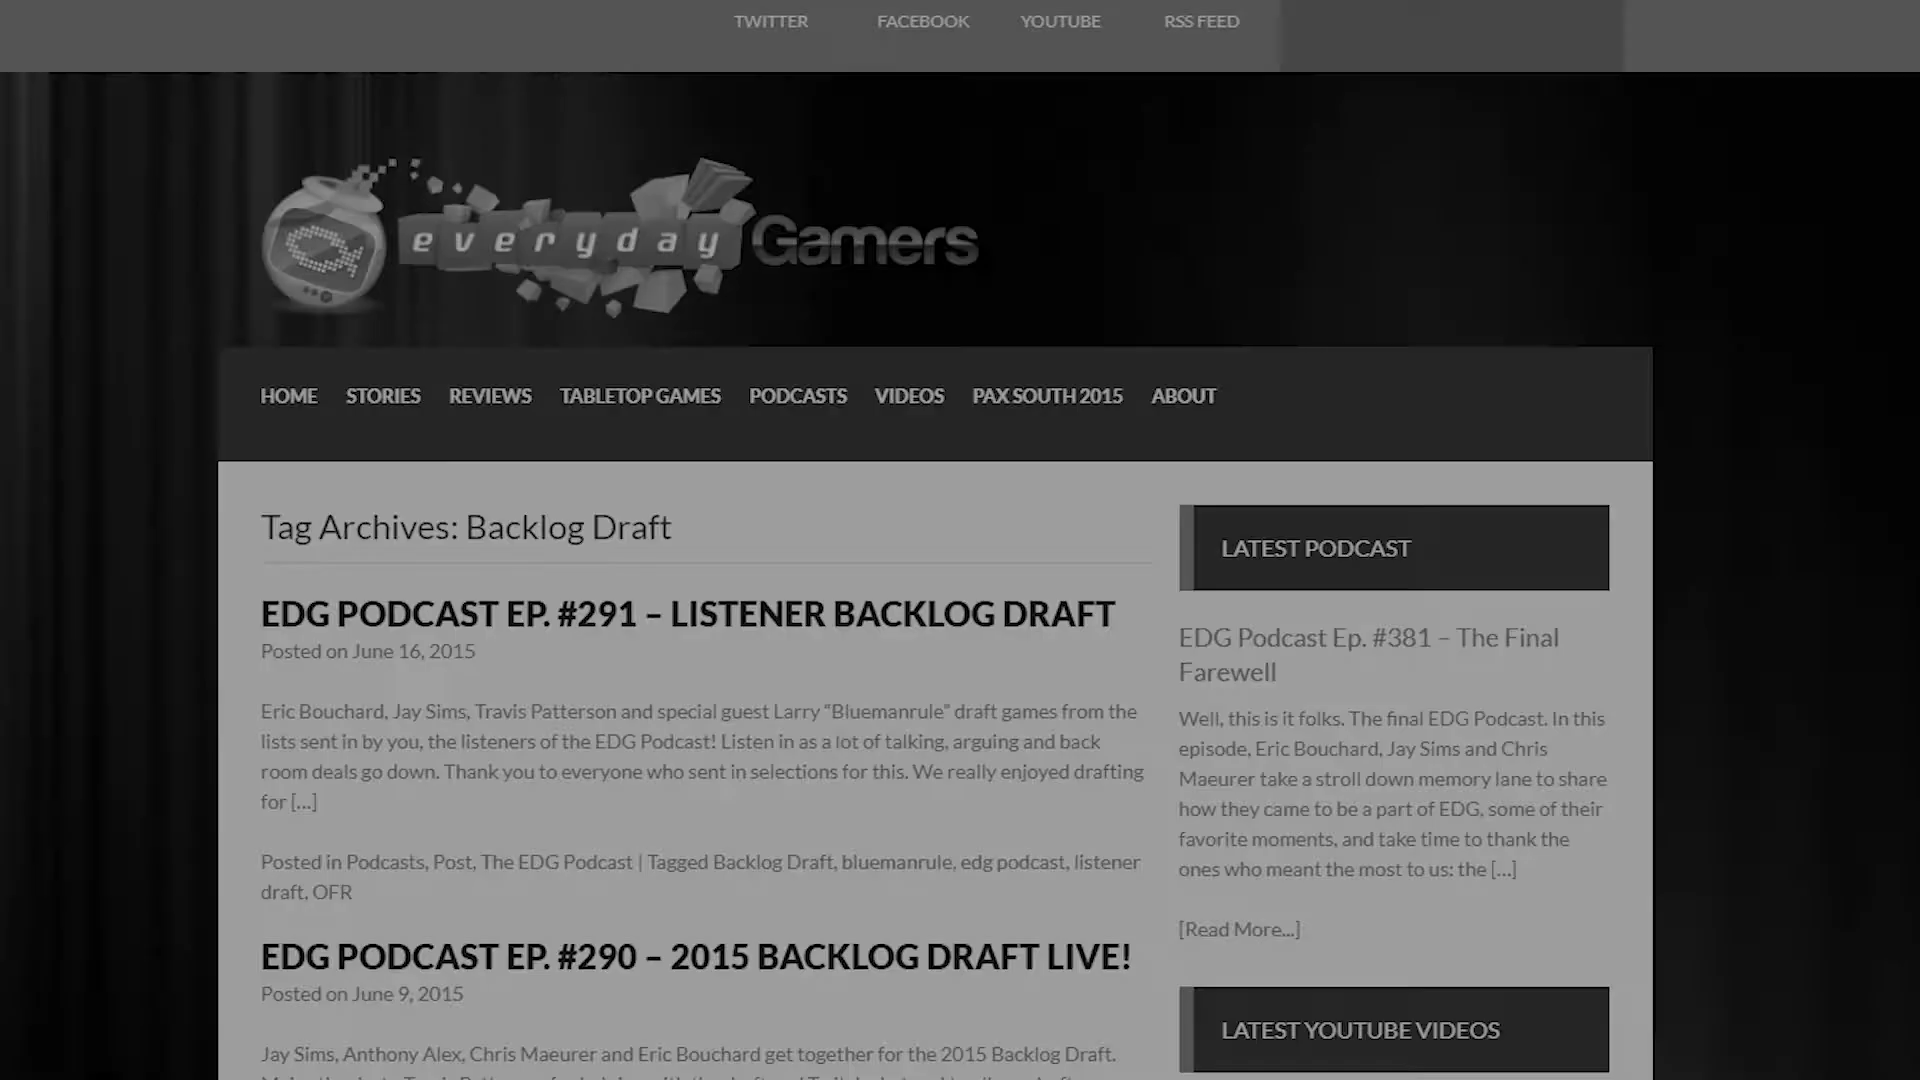 TWITTER FACEBOOK YOUTUBE RSS FEED
everyday Gamers
HOME STORIES REVIEWS TABLETOP GAMES PODCASTS VIDEOS PAX SOUTH 2015 ABOUT
Tag Archives: Backlog Draft
EDG PODCAST EP. #291 – LISTENER BACKLOG DRAFT
Posted on June 16, 2015
Eric Bouchard, Jay Sims, Travis Patterson and special guest Larry “Bluemanrule” draft games from the
lists sent in by you, the listeners of the EDG Podcast! Listen in as a lot of talking, arguing and back
room deals go down. Thank you to everyone who sent in selections for this. We really enjoyed drafting
for [...]
Posted in Podcasts, Post, The EDG Podcast | Tagged Backlog Draft, bluemanrule, edg podcast, listener
draft, OFR
EDG PODCAST EP. #290 – 2015 BACKLOG DRAFT LIVE!
Posted on June 9, 2015
Jay Sims, Anthony Alex, Chris Maeurer and Eric Bouchard get together for the 2015 Backlog Draft.
LATEST PODCAST
EDG Podcast Ep. #381 – The Final
Farewell
Well, this is it folks. The final EDG Podcast. In this
episode, Eric Bouchard, Jay Sims and Chris
Maeurer take a stroll down memory lane to share
how they came to be a part of EDG, some of their
favorite moments, and take time to thank the
ones who meant the most to us: the [...]
[Read More...]
LATEST YOUTUBE VIDEOS